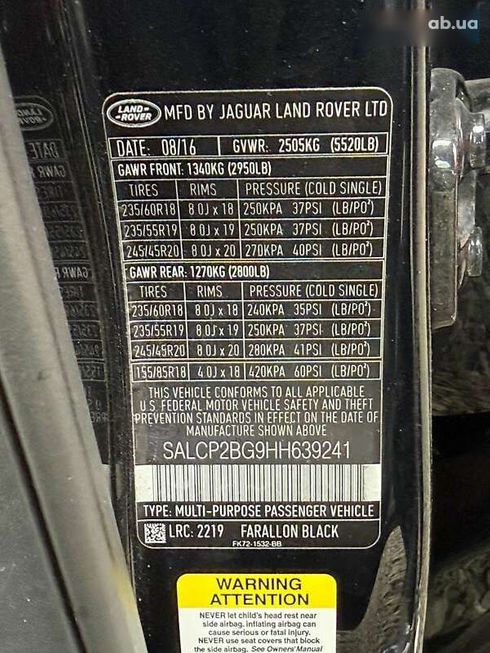 ab.ua
LAND
ROVER
MFD BY JAGUAR LAND ROVER LTD
DATE: 08/16 GVWR: 2505KG (5520LB)
GAWR FRONT: 1340KG (2950LB)
TIRES RIMS PRESSURE (COLD SINGLE)
235/60R18 8.0J x 18 250KPA 37PSI (LB/PO²)
235/55R19 8.0J x 19 250KPA 37PSI (LB/PO²)
245/45R20 8.0J x 20 270KPA 40PSI (LB/PO²)
GAWR REAR: 1270KG (2800LB)
TIRES RIMS PRESSURE (COLD SINGLE)
235/60R18 8.0J x 18 240KPA 35PSI (LB/PO²)
235/55R19 8.0J x 19 250KPA 37PSI (LB/PO²)
245/45R20 8.0J x 20 280KPA 41PSI (LB/PO²)
155/85R18 4.0J x 18 420KPA 60PSI (LB/PO²)
THIS VEHICLE CONFORMS TO ALL APPLICABLE
U.S. FEDERAL MOTOR VEHICLE SAFETY AND THEFT
PREVENTION STANDARDS IN EFFECT ON THE DATE OF
MANUFACTURE SHOWN ABOVE
SALCP2BG9HH639241
TYPE: MULTI-PURPOSE PASSENGER VEHICLE
LRC: 2219 FARALLON BLACK
FK72-1532-BB
WARNING
ATTENTION
NEVER let child's head rest near
side airbag, inflating airbag can
cause serious or fatal injury.
NEVER use seat covers that block
the side airbag. See Owners' Manual